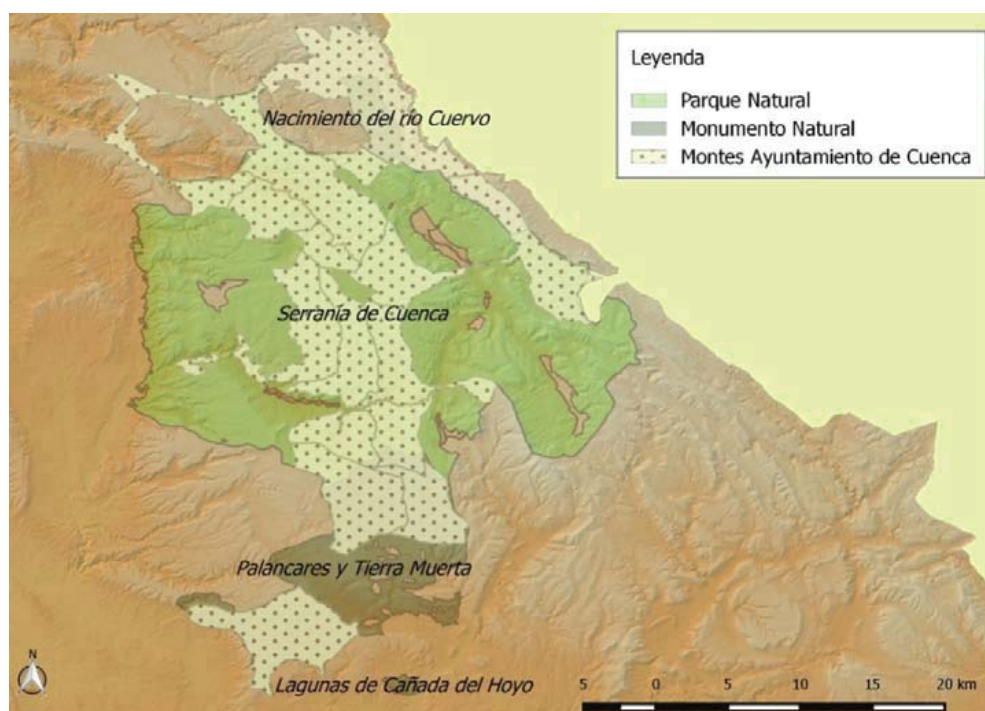 Leyenda
Parque Natural
Monumento Natural
Montes Ayuntamiento de Cuenca
Nacimiento del río Cuervo
Serranía de Cuenca
Palancares y Tierra Muerta
Lagunas de Cañada del Hoyo
N
5 0 5 10 15 20 km